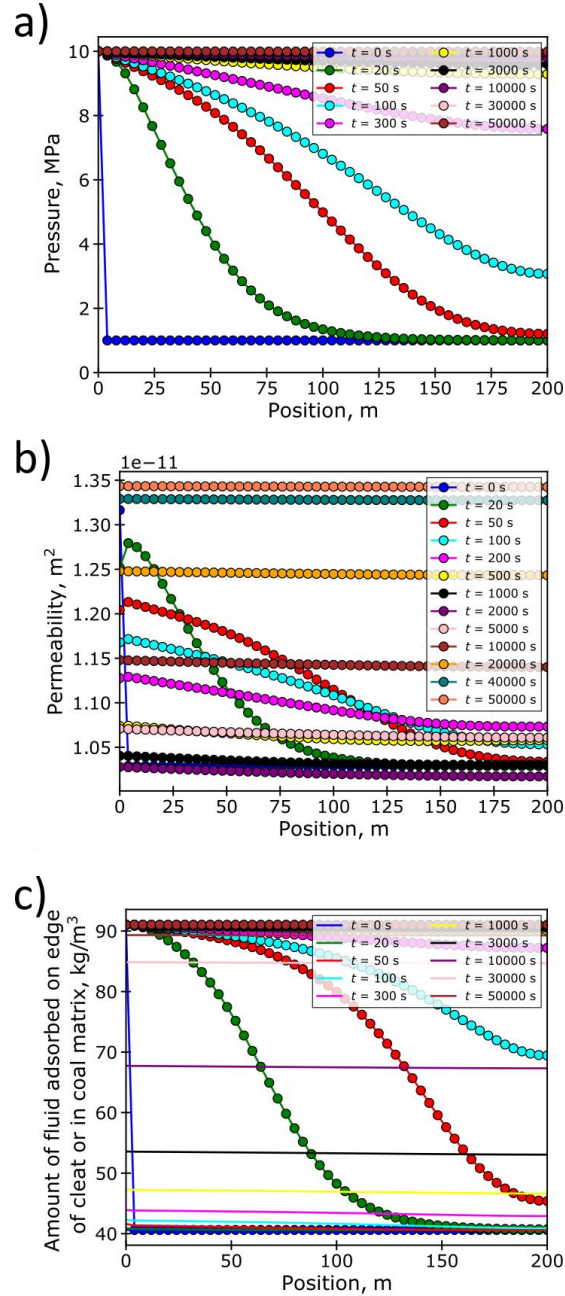 a)
10
8
6
4
2
0
Pressure, MPa
t = 0 s
t = 20 s
t = 50 s
t = 100 s
t = 300 s
t = 1000 s
t = 3000 s
t = 10000 s
t = 30000 s
t = 50000 s
0 25 50 75 100 125 150 175 200
Position, m
b)
1e−11
1.35
1.30
1.25
1.20
1.15
1.10
1.05
Permeability, m²
t = 0 s
t = 20 s
t = 50 s
t = 100 s
t = 200 s
t = 500 s
t = 1000 s
t = 2000 s
t = 5000 s
t = 10000 s
t = 20000 s
t = 40000 s
t = 50000 s
0 25 50 75 100 125 150 175 200
Position, m
c)
90
80
70
60
50
40
Amount of fluid adsorbed on edge
of cleat or in coal matrix, kg/m³
t = 0 s
t = 20 s
t = 50 s
t = 100 s
t = 300 s
t = 1000 s
t = 3000 s
t = 10000 s
t = 30000 s
t = 50000 s
0 50 100 150 200
Position, m